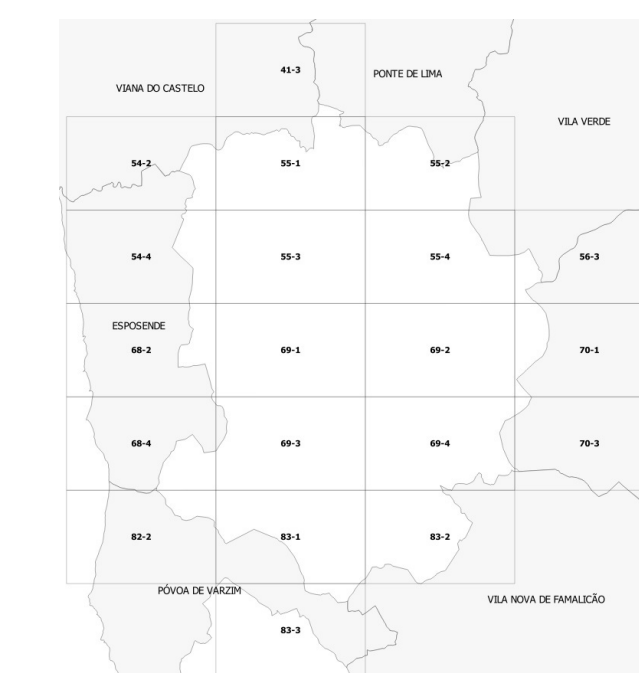 41-3
PONTE DE LIMA
VIANA DO CASTELO
VILA VERDE
54-2 55-1 55-2
54-4 55-3 55-4 56-3
ESPOSENDE
68-2 69-1 69-2 70-1
68-4 69-3 69-4 70-3
82-2 83-1 83-2
PÓVOA DE VARZIM
VILA NOVA DE FAMALICÃO
83-3